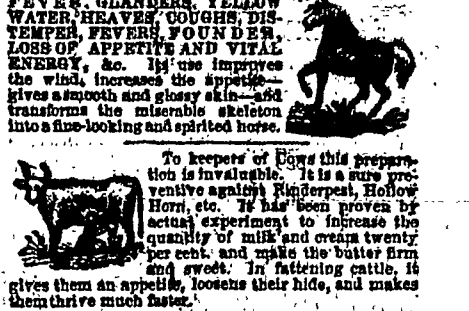 FEVER, GLANDERS, YELLOW
WATER, HEAVES, COUGHS, DIS-
TEMPER, FEVERS, FOUNDER,
LOSS OF APPETITE AND VITAL
ENERGY, &c. Its use improves
the wind, increases the appetite—
gives a smooth and glossy skin—and
transforms the miserable skeleton
into a fine-looking and spirited horse.
To keepers of Cows this prepara-
tion is invaluable. It is a sure pre-
ventive against Rinderpest, Hollow
Horn, etc. It has been proven by
actual experiment to increase the
quantity of milk and cream twenty
per cent. and make the butter firm
and sweet. In fattening cattle, it
gives them an appetite, loosens their hide, and makes
them thrive much faster.